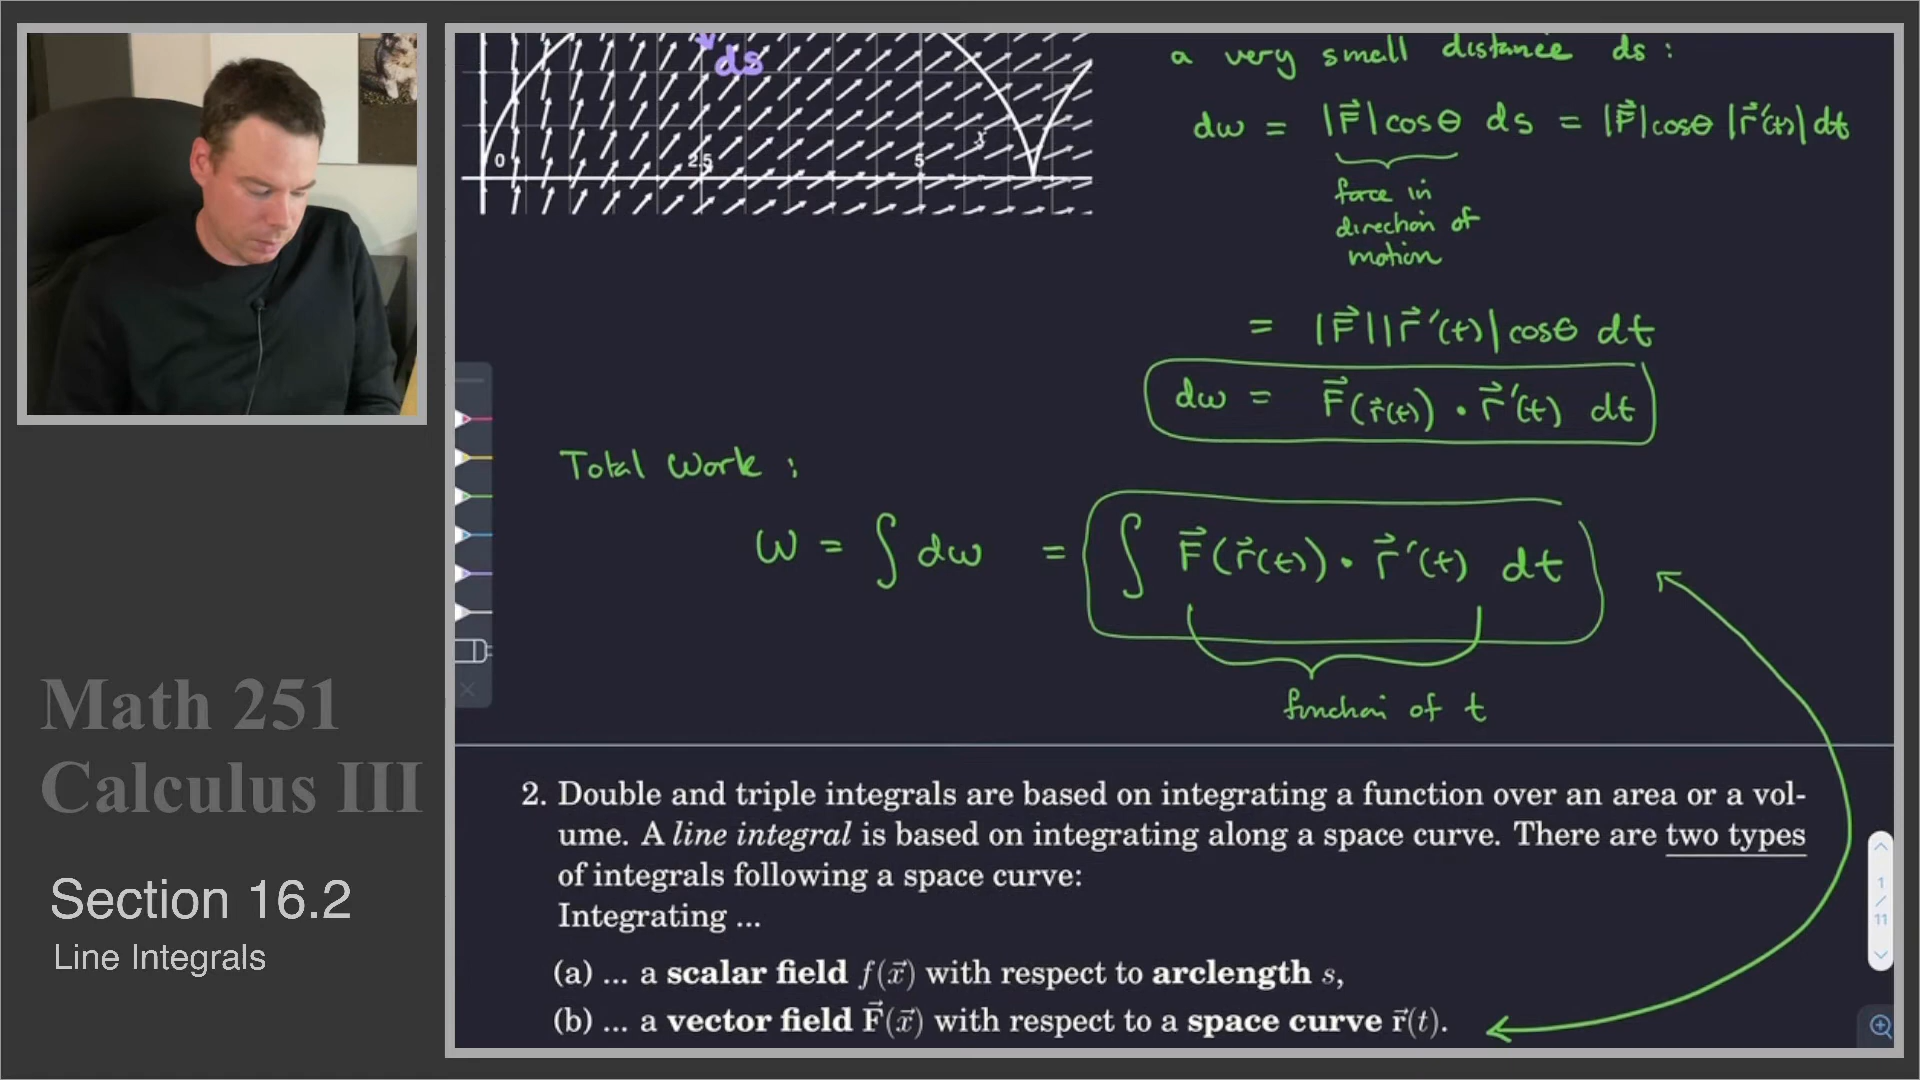 ds
0
2.5
5
a very small distance ds :
dw = |F⃗|cosθ ds = |F⃗|cosθ |r⃗'(t)| dt
force in
direction of
motion
= |F⃗||r⃗'(t)|cosθ dt
dw = F⃗(r⃗(t)) • r⃗'(t) dt
Total Work :
W = ∫ dw = ∫ F⃗(r⃗(t)) • r⃗'(t) dt
function of t
2. Double and triple integrals are based on integrating a function over an area or a vol-
ume. A line integral is based on integrating along a space curve. There are two types
of integrals following a space curve:
Integrating ...
(a) ... a scalar field f(x⃗) with respect to arclength s,
(b) ... a vector field F⃗(x⃗) with respect to a space curve r⃗(t).
1
/
11
Math 251
Calculus III
Section 16.2
Line Integrals